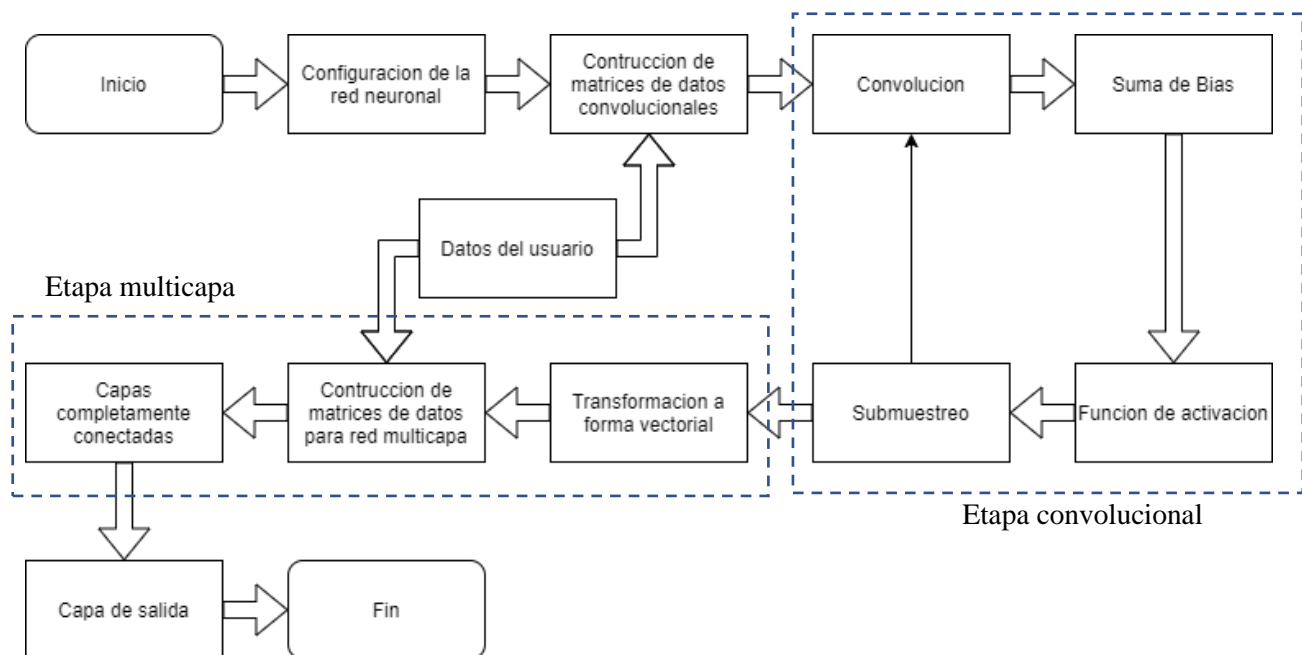 Inicio
Configuracion de la
red neuronal
Contruccion de
matrices de datos
convolucionales
Convolucion
Suma de Bias
Datos del usuario
Etapa multicapa
Capas
completamente
conectadas
Contruccion de
matrices de datos
para red multicapa
Transformacion a
forma vectorial
Submuestreo
Funcion de activacion
Etapa convolucional
Capa de salida
Fin